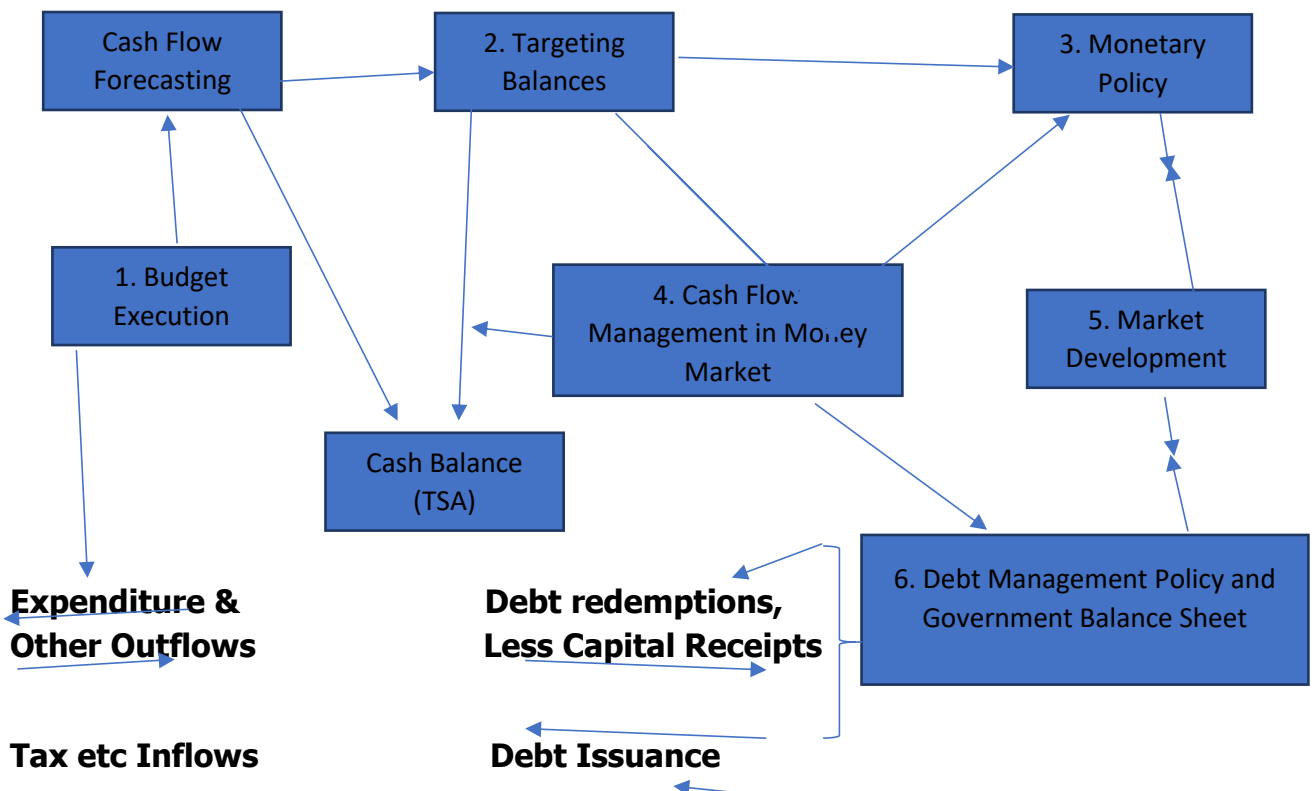 Cash Flow
Forecasting
2. Targeting
Balances
3. Monetary
Policy
1. Budget
Execution
4. Cash Flow
Management in Money
Market
5. Market
Development
Cash Balance
(TSA)
6. Debt Management Policy and
Government Balance Sheet
Expenditure &
Other Outflows
Debt redemptions,
Less Capital Receipts
Tax etc Inflows
Debt Issuance